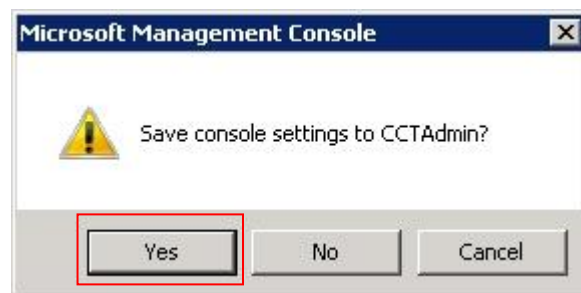 Microsoft Management Console
Save console settings to CCTAdmin?
Yes
No
Cancel